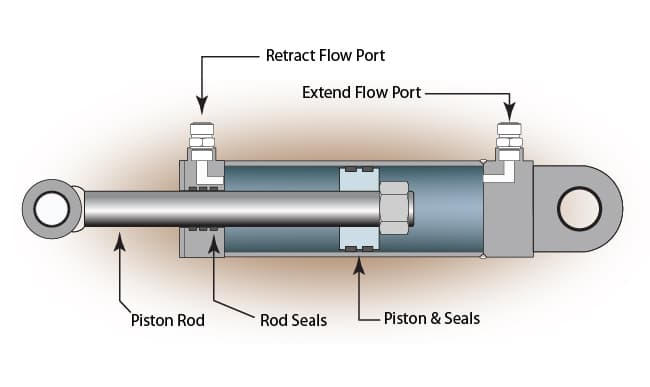 Retract Flow Port
Extend Flow Port
Piston Rod
Rod Seals
Piston & Seals